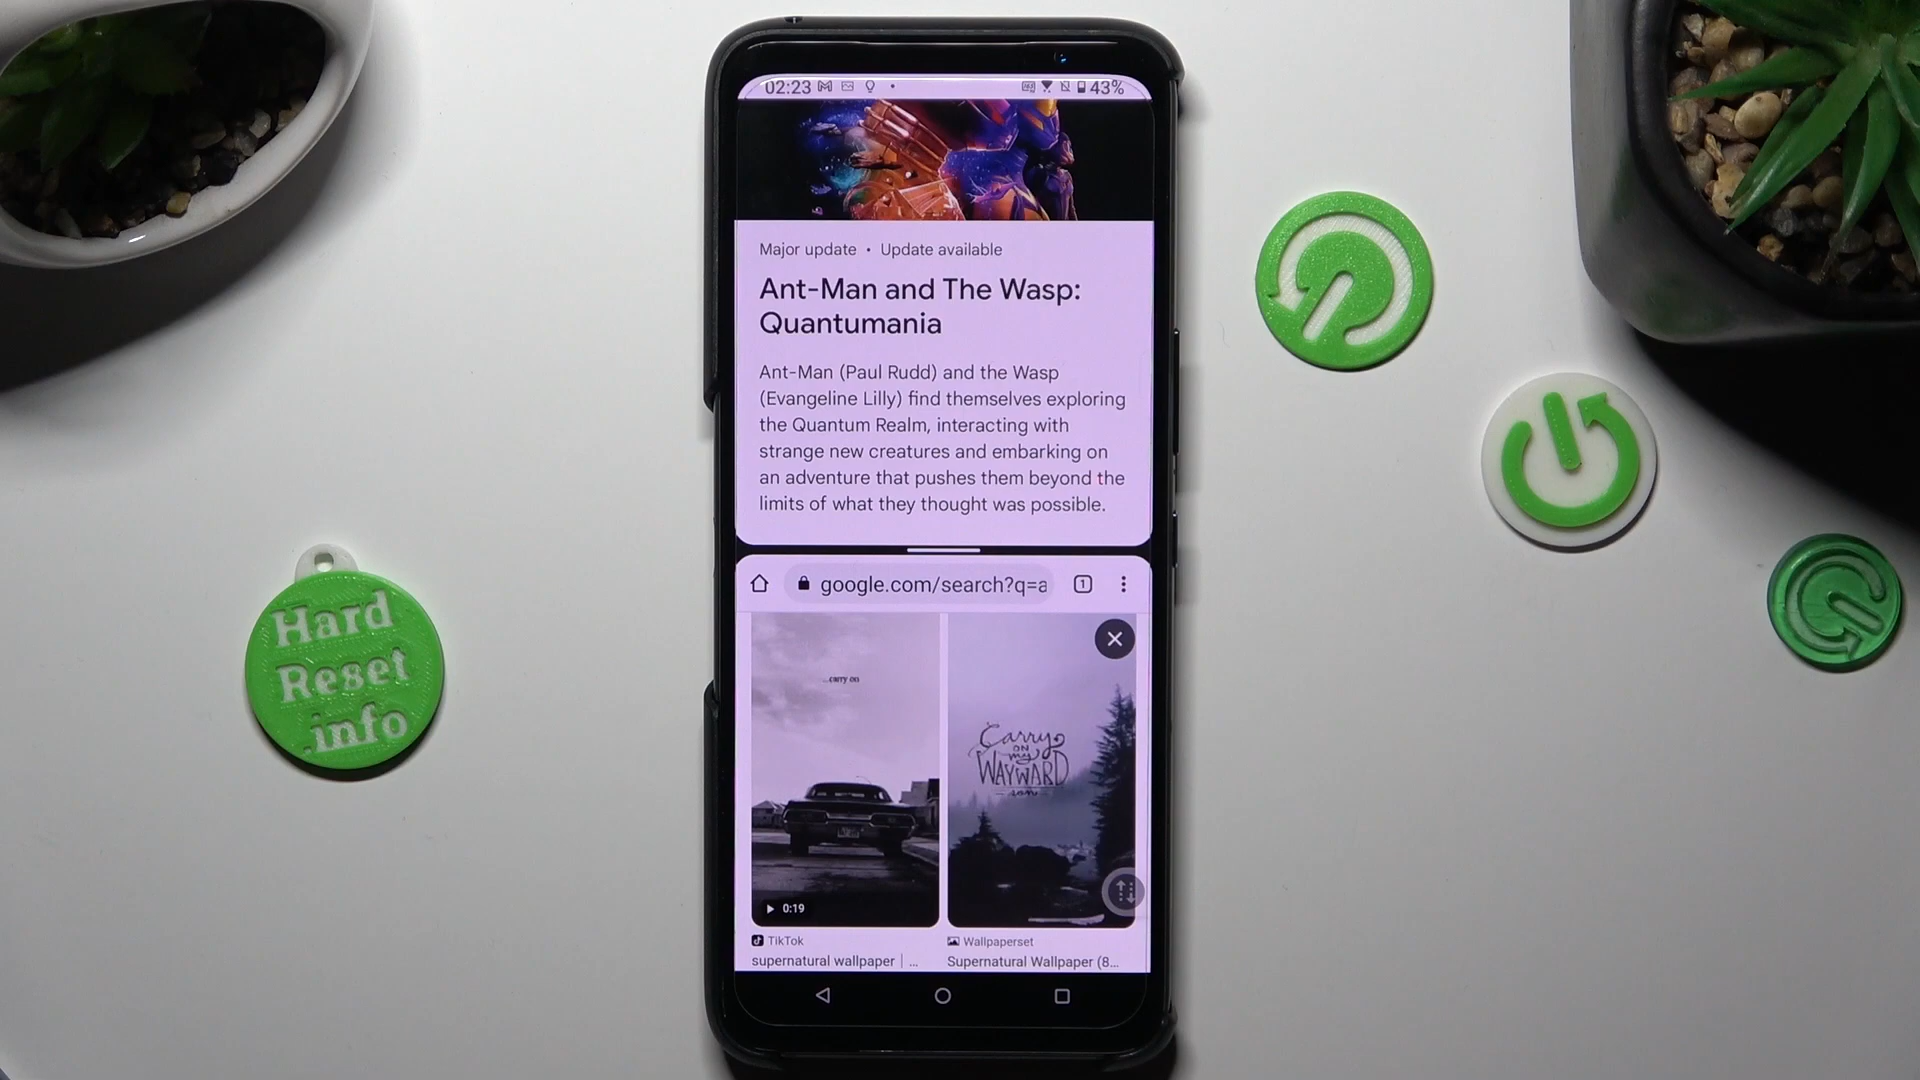 02:23
43%
Major update • Update available
Ant-Man and The Wasp:
Quantumania
Ant-Man (Paul Rudd) and the Wasp
(Evangeline Lilly) find themselves exploring
the Quantum Realm, interacting with
strange new creatures and embarking on
an adventure that pushes them beyond the
limits of what they thought was possible.
google.com/search?q=a
1
...carry on
Carry
ON
my
WAYWARD
son
0:19
TikTok
supernatural wallpaper | ...
Wallpaperset
Supernatural Wallpaper (8...
Hard
Reset
.info